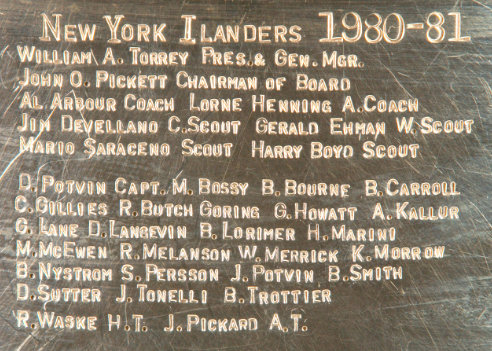 NEW YORK ILANDERS 1980-81
WILLIAM A. TORREY PRES. & GEN. MGR.
JOHN O. PICKETT CHAIRMAN OF BOARD
AL ARBOUR COACH LORNE HENNING A. COACH
JIM DEVELLANO C. SCOUT GERALD EHMAN W. SCOUT
MARIO SARACENO SCOUT HARRY BOYD SCOUT
D. POTVIN CAPT. M. BOSSY B. BOURNE B. CARROLL
C. GILLIES R. BUTCH GORING G. HOWATT A. KALLUR
G. LANE D. LANGEVIN B. LORIMER H. MARINI
M. MCEWEN R. MELANSON W. MERRICK K. MORROW
B. NYSTROM S. PERSSON J. POTVIN B. SMITH
D. SUTTER J. TONELLI B. TROTTIER
R. WASKE H.T. J. PICKARD A.T.